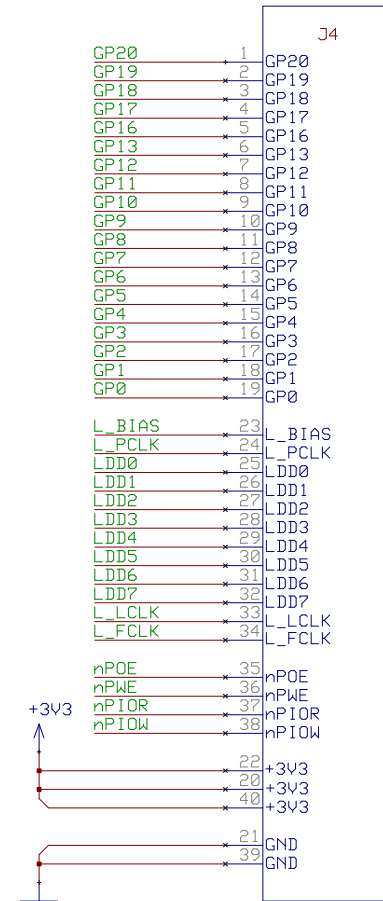 J4
GP20 1 GP20
GP19 2 GP19
GP18 3 GP18
GP17 4 GP17
GP16 5 GP16
GP13 6 GP13
GP12 7 GP12
GP11 8 GP11
GP10 9 GP10
GP9 10 GP9
GP8 11 GP8
GP7 12 GP7
GP6 13 GP6
GP5 14 GP5
GP4 15 GP4
GP3 16 GP3
GP2 17 GP2
GP1 18 GP1
GP0 19 GP0
L_BIAS 23 L_BIAS
L_PCLK 24 L_PCLK
LDD0 25 LDD0
LDD1 26 LDD1
LDD2 27 LDD2
LDD3 28 LDD3
LDD4 29 LDD4
LDD5 30 LDD5
LDD6 31 LDD6
LDD7 32 LDD7
L_LCLK 33 L_LCLK
L_FCLK 34 L_FCLK
nPOE 35 nPOE
nPWE 36 nPWE
nPIOR 37 nPIOR
nPIOW 38 nPIOW
+3V3
22 +3V3
20 +3V3
40 +3V3
21 GND
39 GND